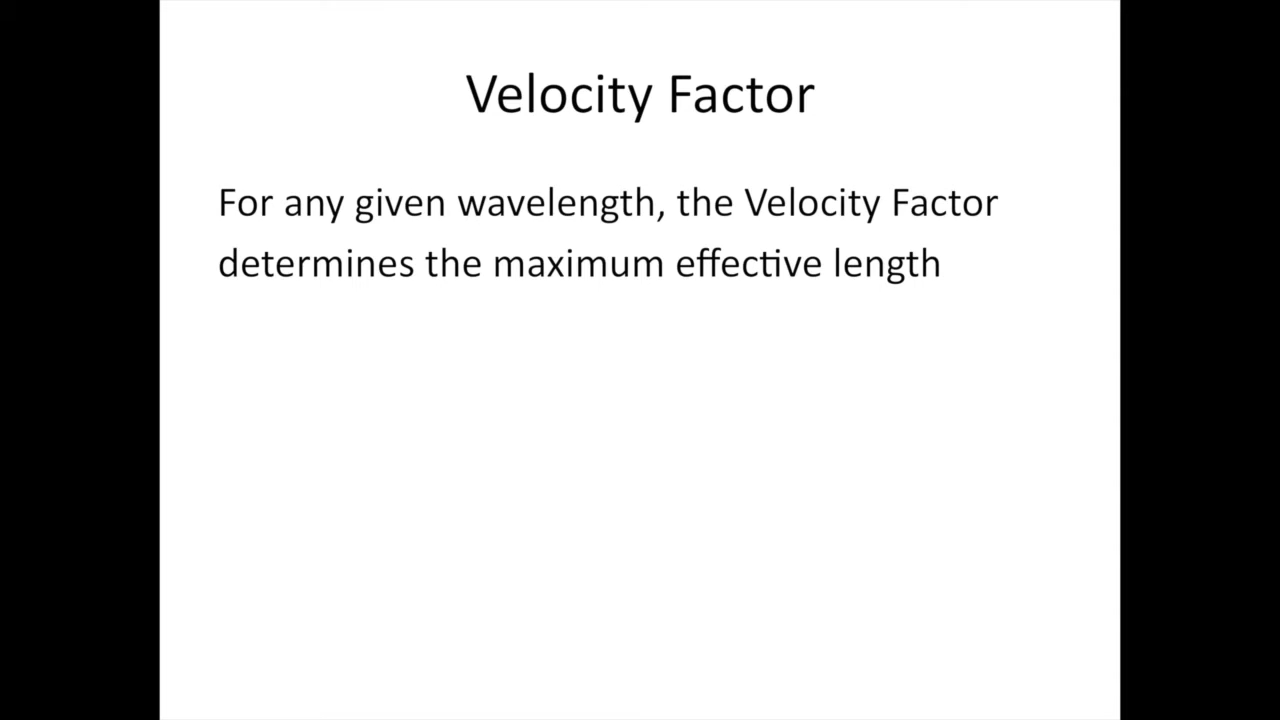 Velocity Factor
For any given wavelength, the Velocity Factor
determines the maximum effective length